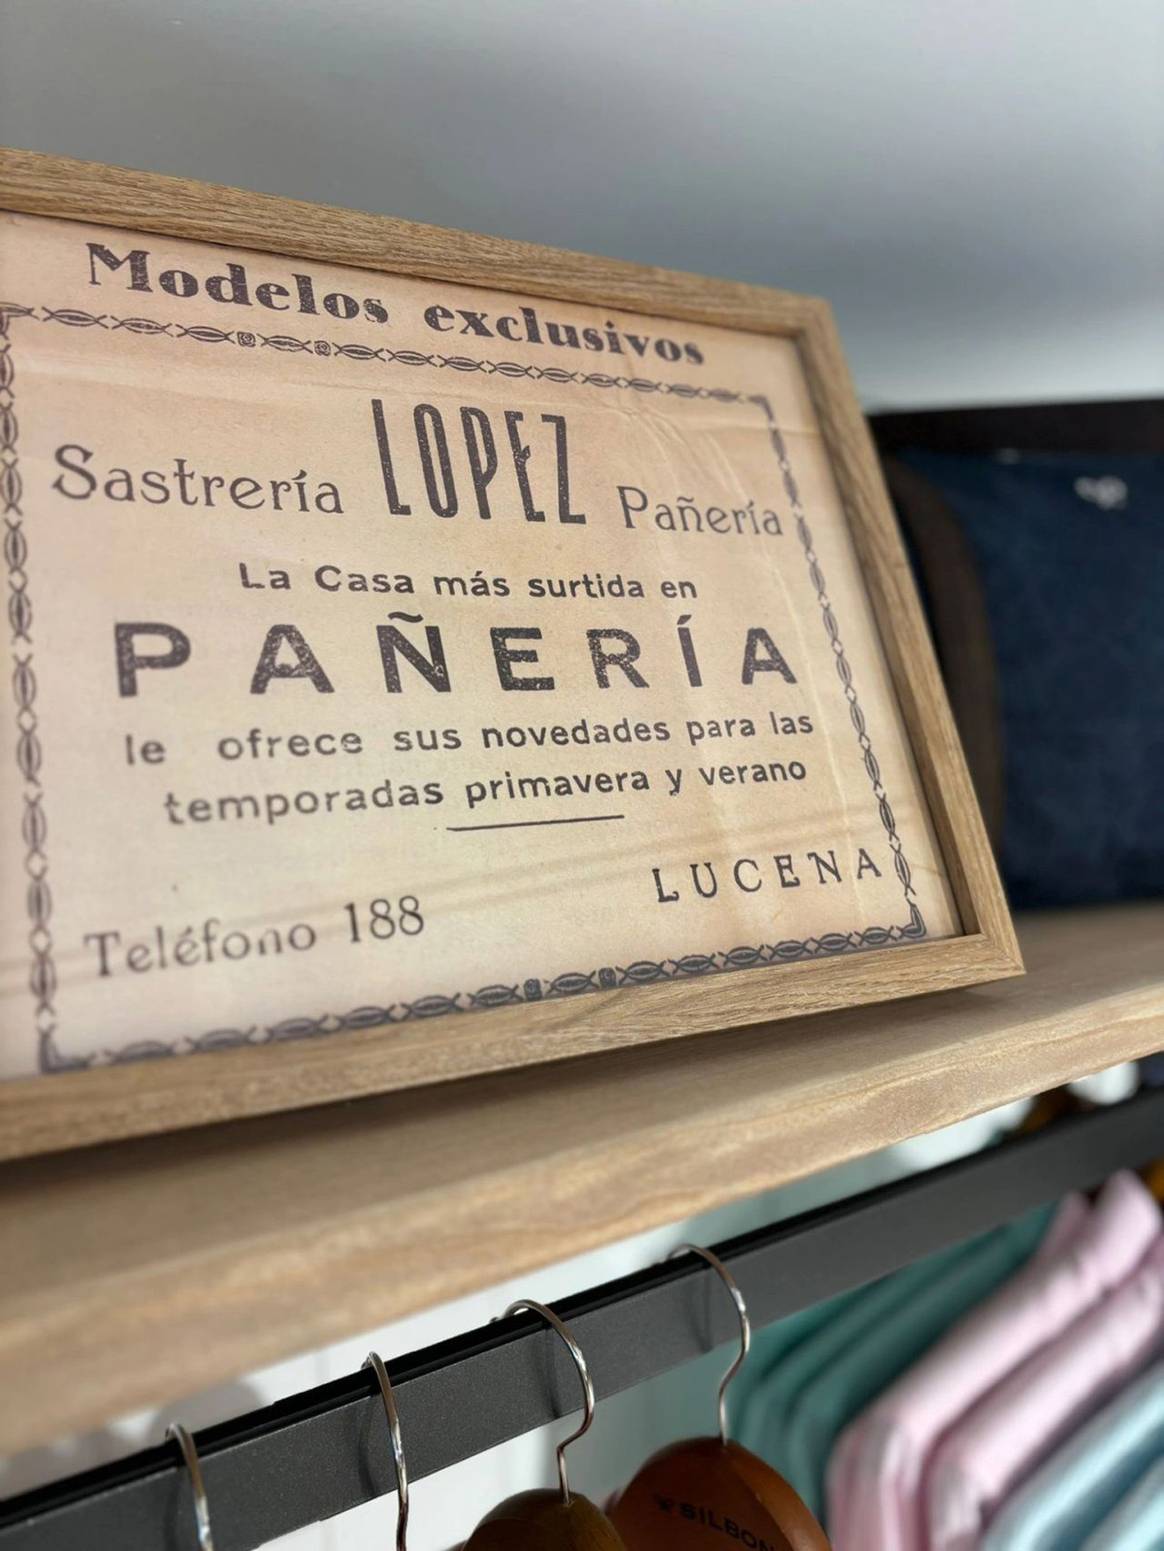 Modelos exclusivos
Sastrería LOPEZ Pañería
La Casa más surtida en
PAÑERÍA
le ofrece sus novedades para las
temporadas primavera y verano
Teléfono 188
LUCENA
SILBON